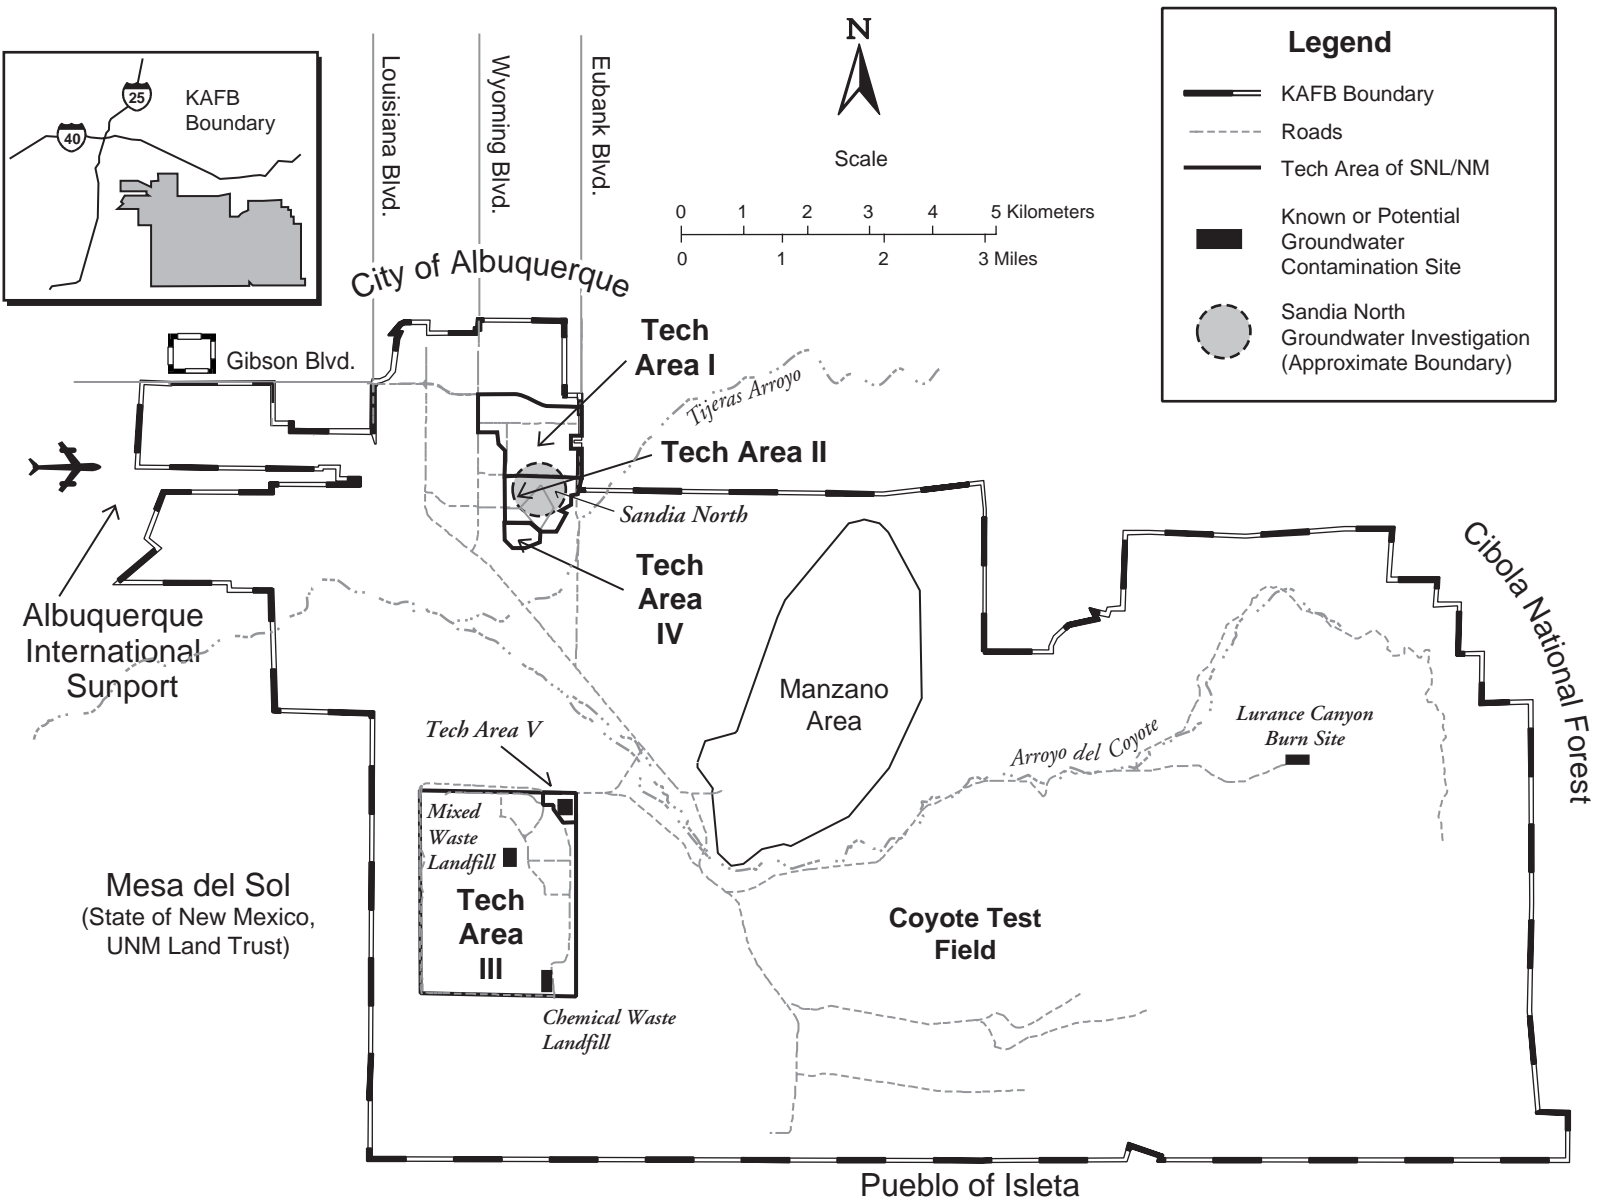 25
40
KAFB
Boundary
Louisiana Blvd.
Wyoming Blvd.
Eubank Blvd.
N
Scale
0 1 2 3 4 5 Kilometers
0 1 2 3 Miles
Legend
KAFB Boundary
Roads
Tech Area of SNL/NM
Known or Potential
Groundwater
Contamination Site
Sandia North
Groundwater Investigation
(Approximate Boundary)
City of Albuquerque
Gibson Blvd.
Tech
Area I
Tijeras Arroyo
Tech Area II
Sandia North
Tech
Area
IV
Albuquerque
International
Sunport
Cibola National Forest
Manzano
Area
Tech Area V
Arroyo del Coyote
Lurance Canyon
Burn Site
Mixed
Waste
Landfill
Tech
Area
III
Mesa del Sol
(State of New Mexico,
UNM Land Trust)
Coyote Test
Field
Chemical Waste
Landfill
Pueblo of Isleta